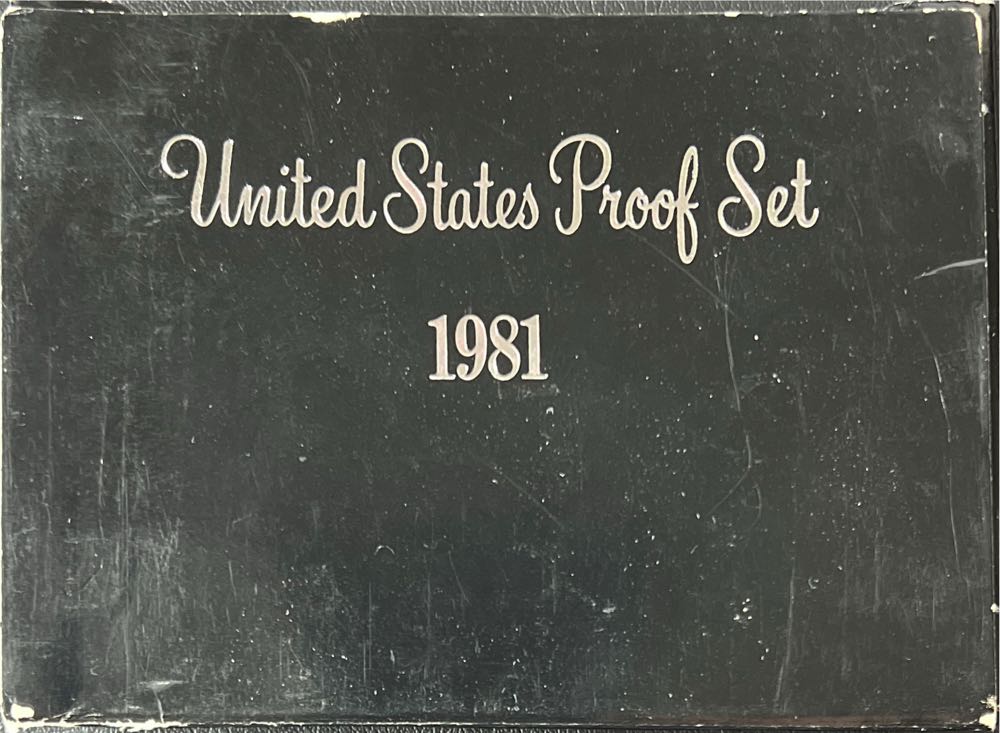 United States Proof Set
1981